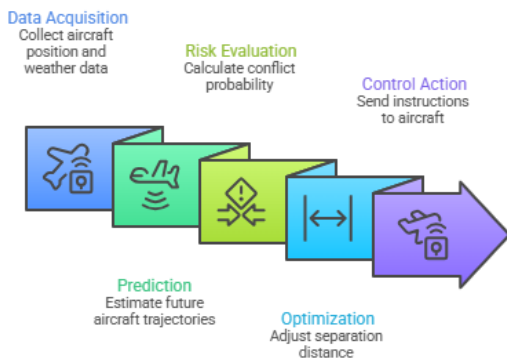 Data Acquisition
Collect aircraft
position and
weather data
Risk Evaluation
Calculate conflict
probability
Control Action
Send instructions
to aircraft
Prediction
Estimate future
aircraft trajectories
Optimization
Adjust separation
distance